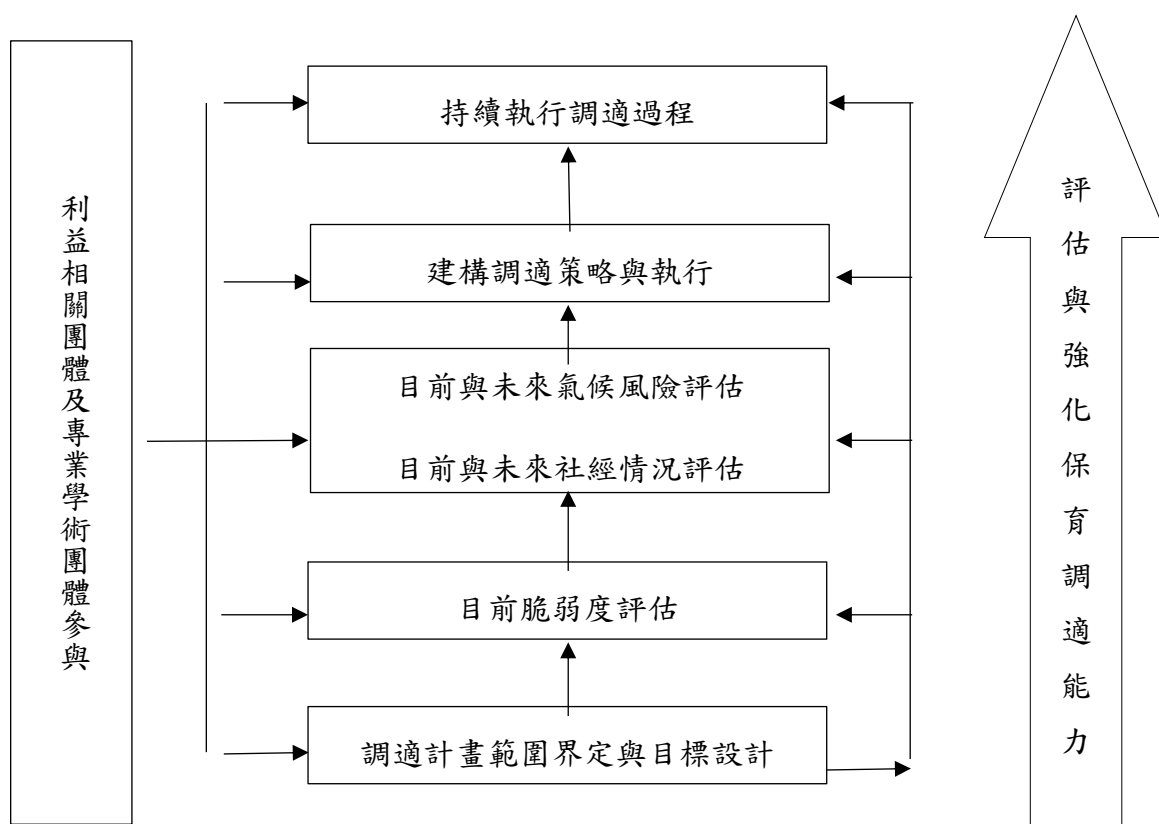 利益相關團體及專業學術團體參與
持續執行調適過程
建構調適策略與執行
目前與未來氣候風險評估
目前與未來社經情況評估
目前脆弱度評估
調適計畫範圍界定與目標設計
評估與強化保育調適能力